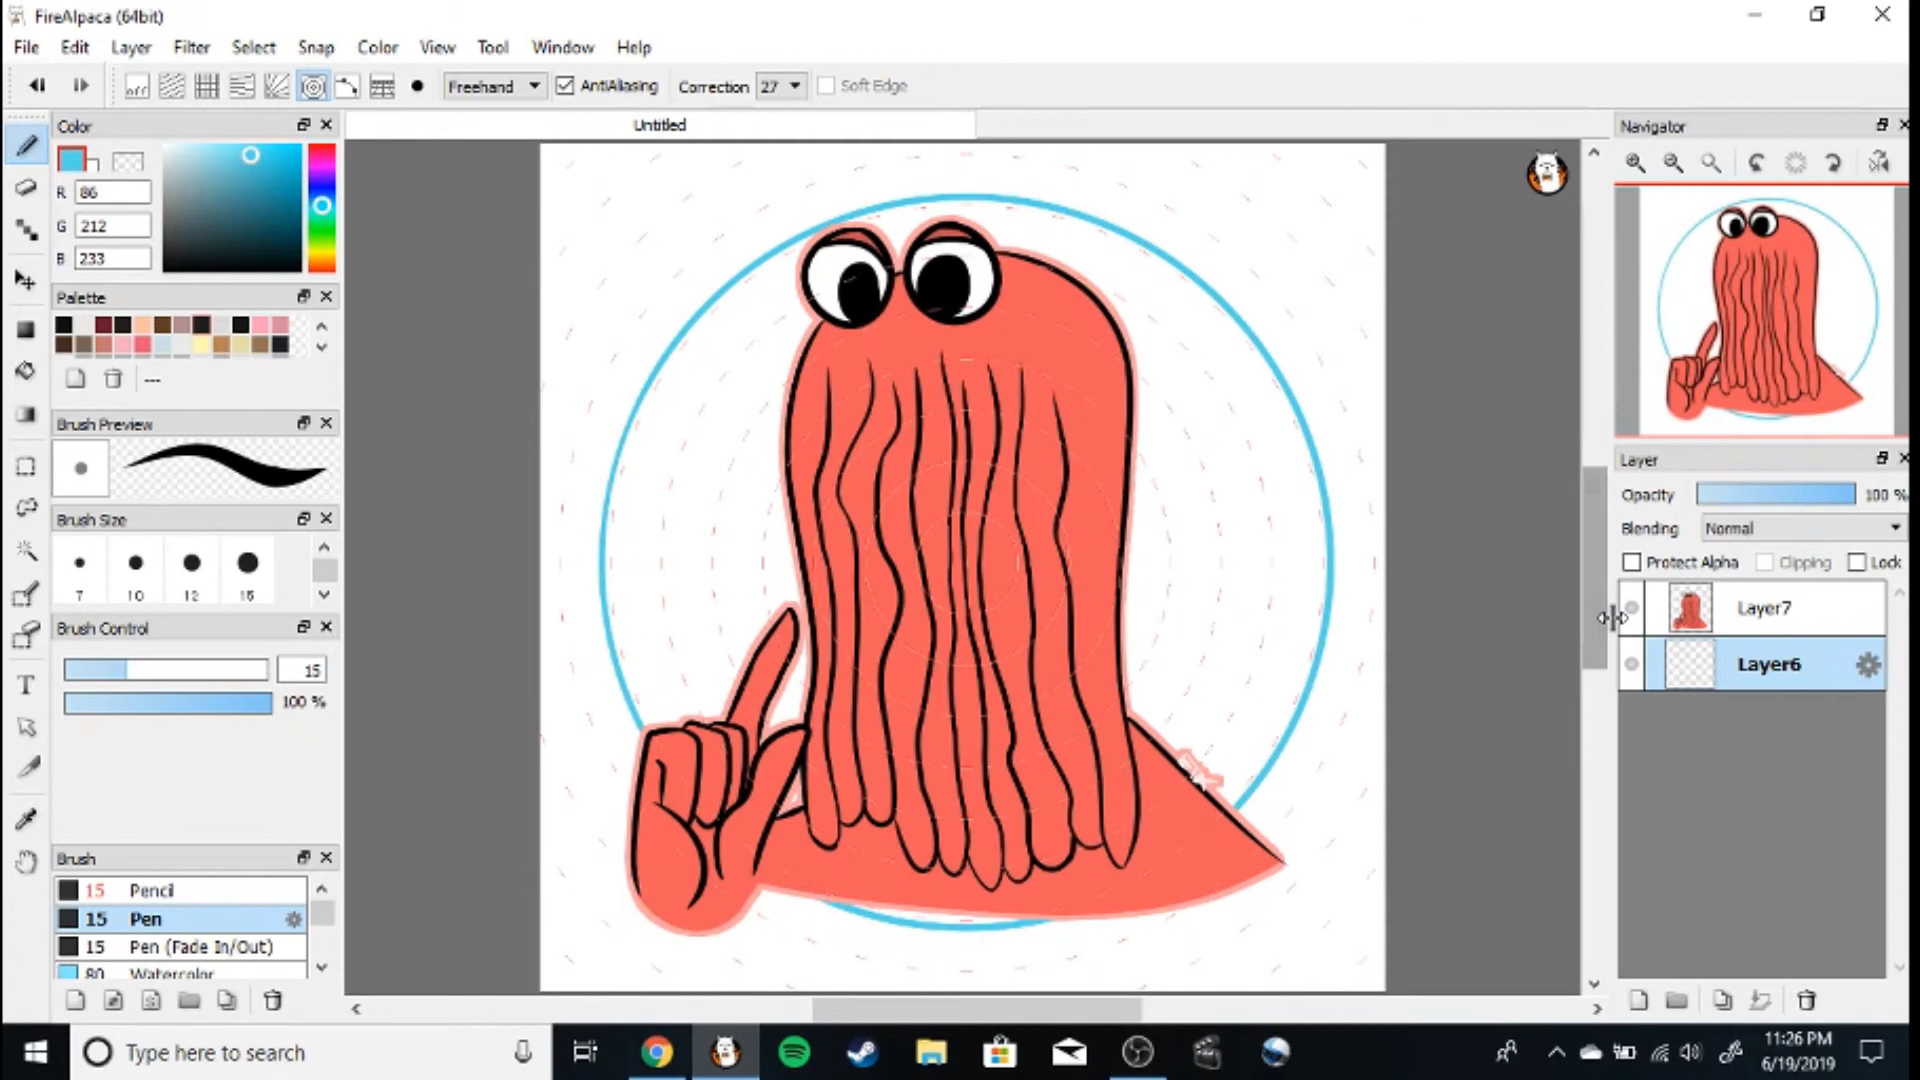 FireAlpaca (64bit)
File Edit Layer Filter Select Snap Color View Tool Window Help
off Freehand AntiAliasing Correction 27 Soft Edge
Color
Untitled
Navigator
R 86
G 212
B 233
Palette
---
Brush Preview
Layer
Opacity 100 %
Blending Normal
Brush Size
Protect Alpha Clipping Lock
7 10 12 15
Layer7
Brush Control
15
Layer6
100 %
T
Brush
15 Pencil
15 Pen
15 Pen (Fade In/Out)
80 Watercolor
Type here to search
11:26 PM
6/19/2019